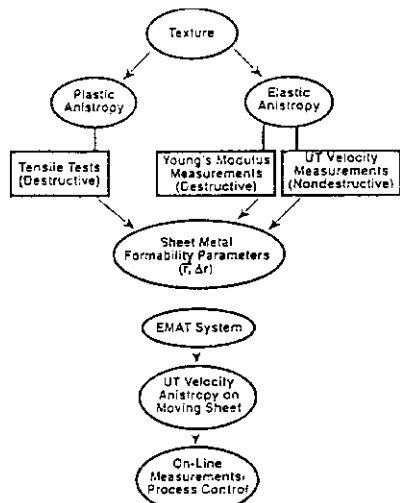 Texture
Plastic
Anistropy
Elastic
Anistropy
Tensile Tests
(Destructive)
Young's Modulus
Measurements
(Destructive)
UT Velocity
Measurements
(Nondestructive)
Sheet Metal
Formability Parameters
(r̄, Δr)
EMAT System
UT Velocity
Anistropy on
Moving Sheet
On-Line
Measurements/
Process Control